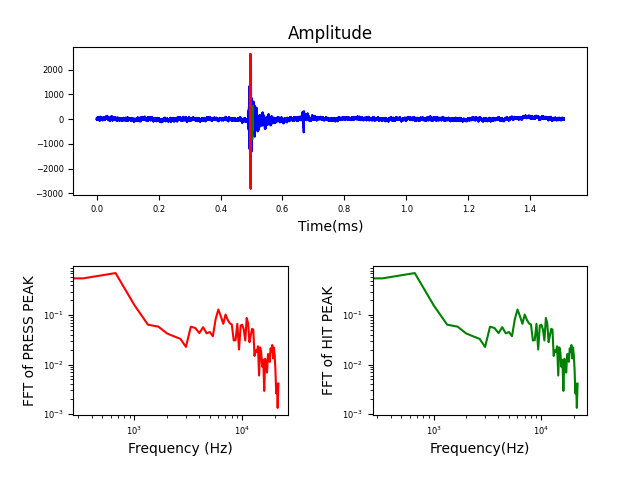 Amplitude
2000
1000
0
−1000
−2000
−3000
0.0 0.2 0.4 0.6 0.8 1.0 1.2 1.4
Time(ms)
FFT of PRESS PEAK
10⁻¹
10⁻²
10⁻³
10³ 10⁴
Frequency (Hz)
FFT of HIT PEAK
10⁻¹
10⁻²
10⁻³
10³ 10⁴
Frequency(Hz)